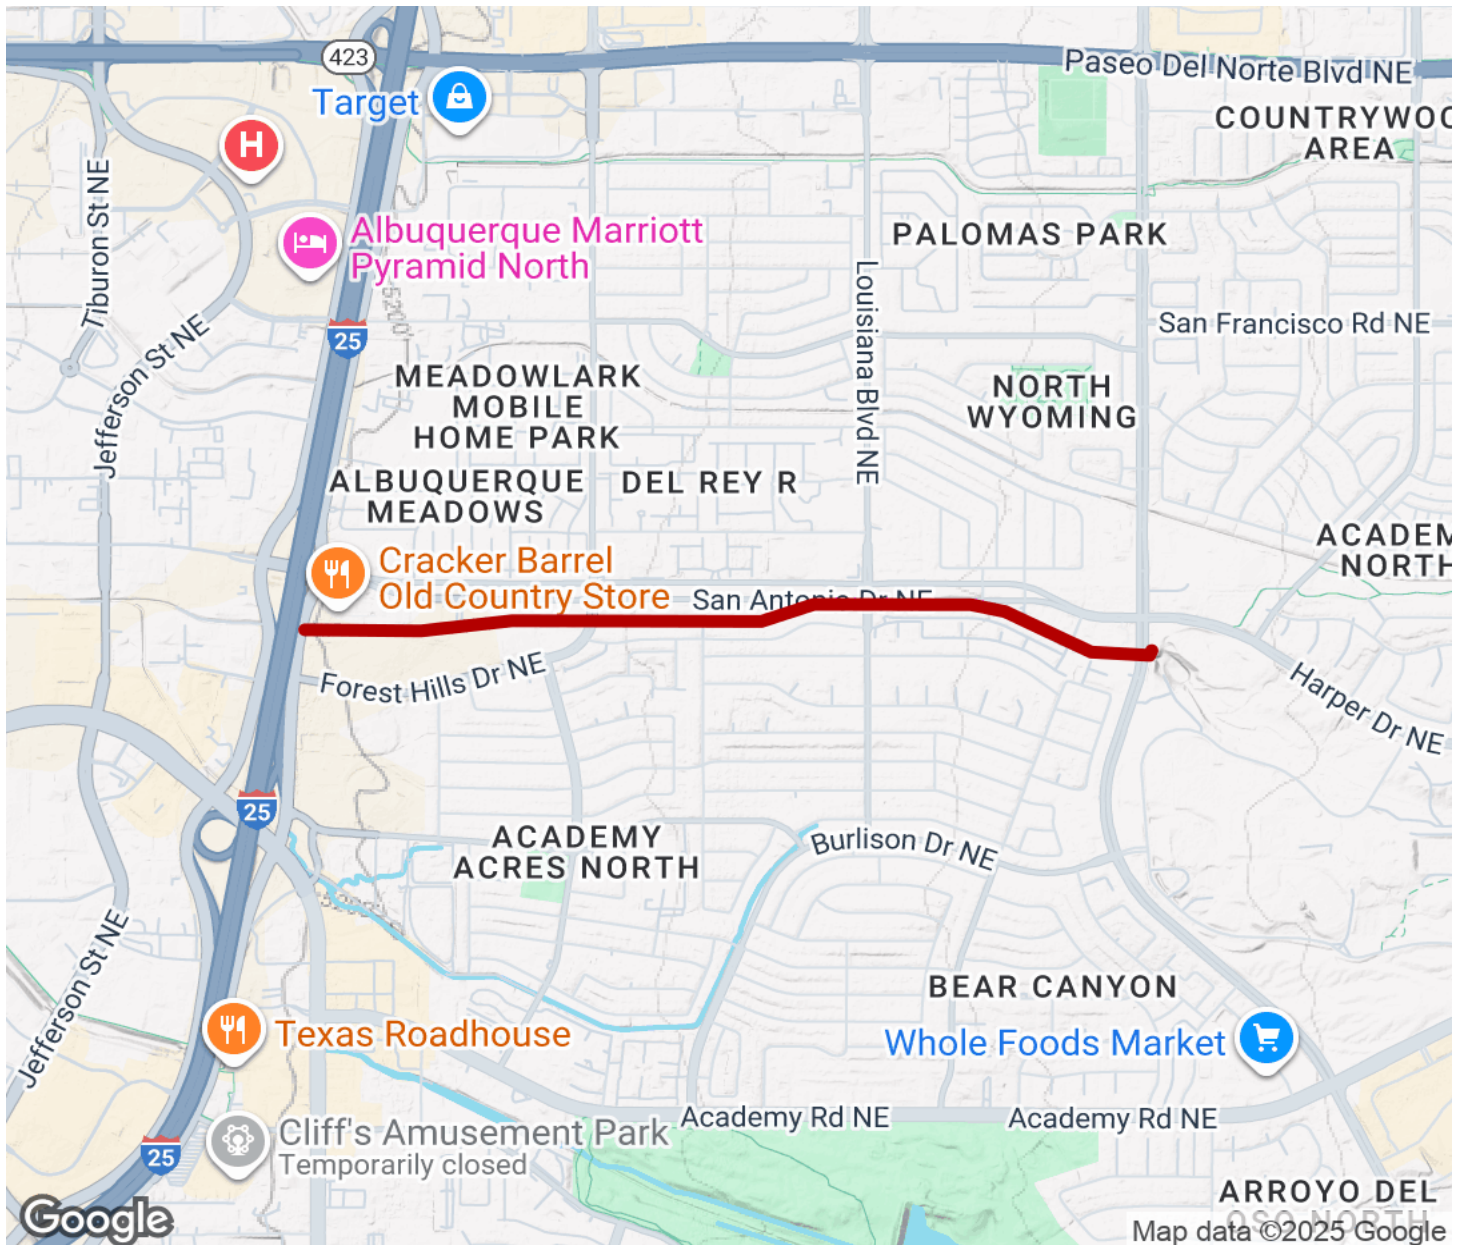 423
Paseo Del Norte Blvd NE
Target
COUNTRYWOO
AREA
H
Tiburon St NE
Albuquerque Marriott
Pyramid North
PALOMAS PARK
Louisiana Blvd NE
San Francisco Rd NE
5200'
25
Jefferson St NE
MEADOWLARK
MOBILE
HOME PARK
NORTH
WYOMING
ALBUQUERQUE
MEADOWS
DEL REY R
ACADEM
NORTH
Cracker Barrel
Old Country Store
San Antonio Dr NE
Forest Hills Dr NE
Harper Dr NE
25
ACADEMY
ACRES NORTH
Burlison Dr NE
Jefferson St NE
BEAR CANYON
Texas Roadhouse
Whole Foods Market
Academy Rd NE
Academy Rd NE
Cliff's Amusement Park
Temporarily closed
25
ARROYO DEL
OSO NORTH
Google
Map data ©2025 Google